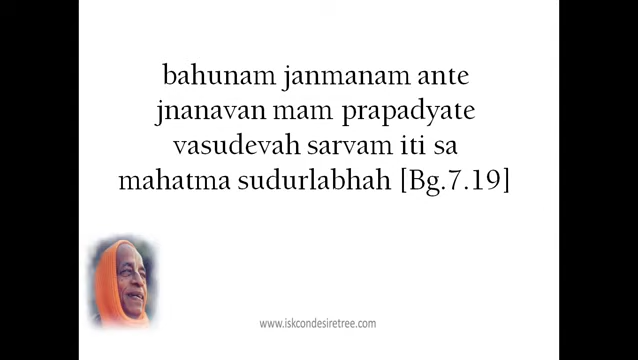 bahunam janmanam ante
jnanavan mam prapadyate
vasudevah sarvam iti sa
mahatma sudurlabhah [Bg.7.19]
www.iskcondesiretree.com